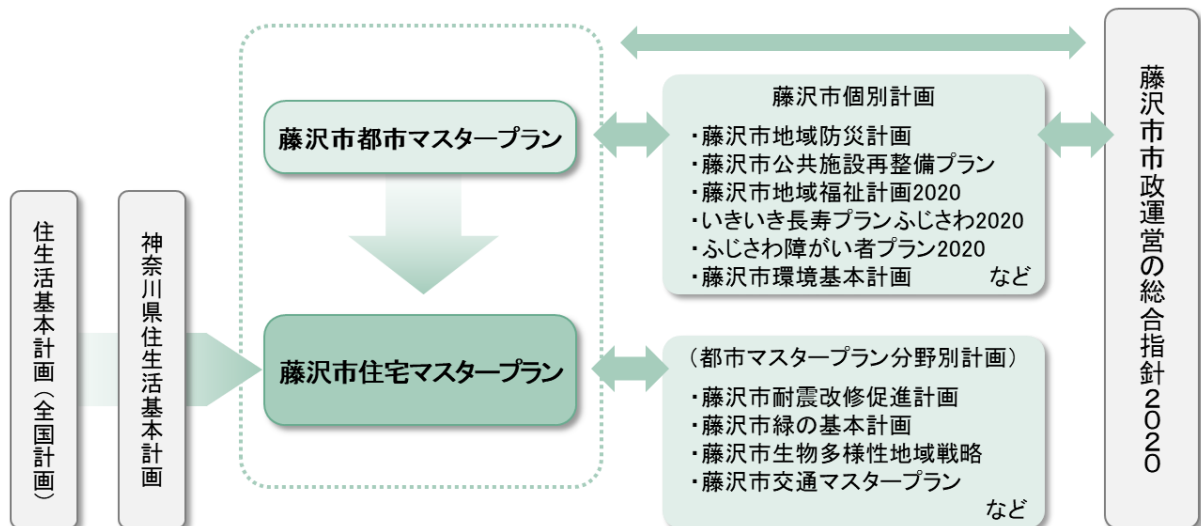 住生活基本計画（全国計画）
神奈川県住生活基本計画
藤沢市都市マスタープラン
藤沢市住宅マスタープラン
藤沢市個別計画
・藤沢市地域防災計画
・藤沢市公共施設再整備プラン
・藤沢市地域福祉計画2020
・いきいき長寿プランふじさわ2020
・ふじさわ障がい者プラン2020
・藤沢市環境基本計画　など
（都市マスタープラン分野別計画）
・藤沢市耐震改修促進計画
・藤沢市緑の基本計画
・藤沢市生物多様性地域戦略
・藤沢市交通マスタープラン
など
藤沢市市政運営の総合指針２０２０